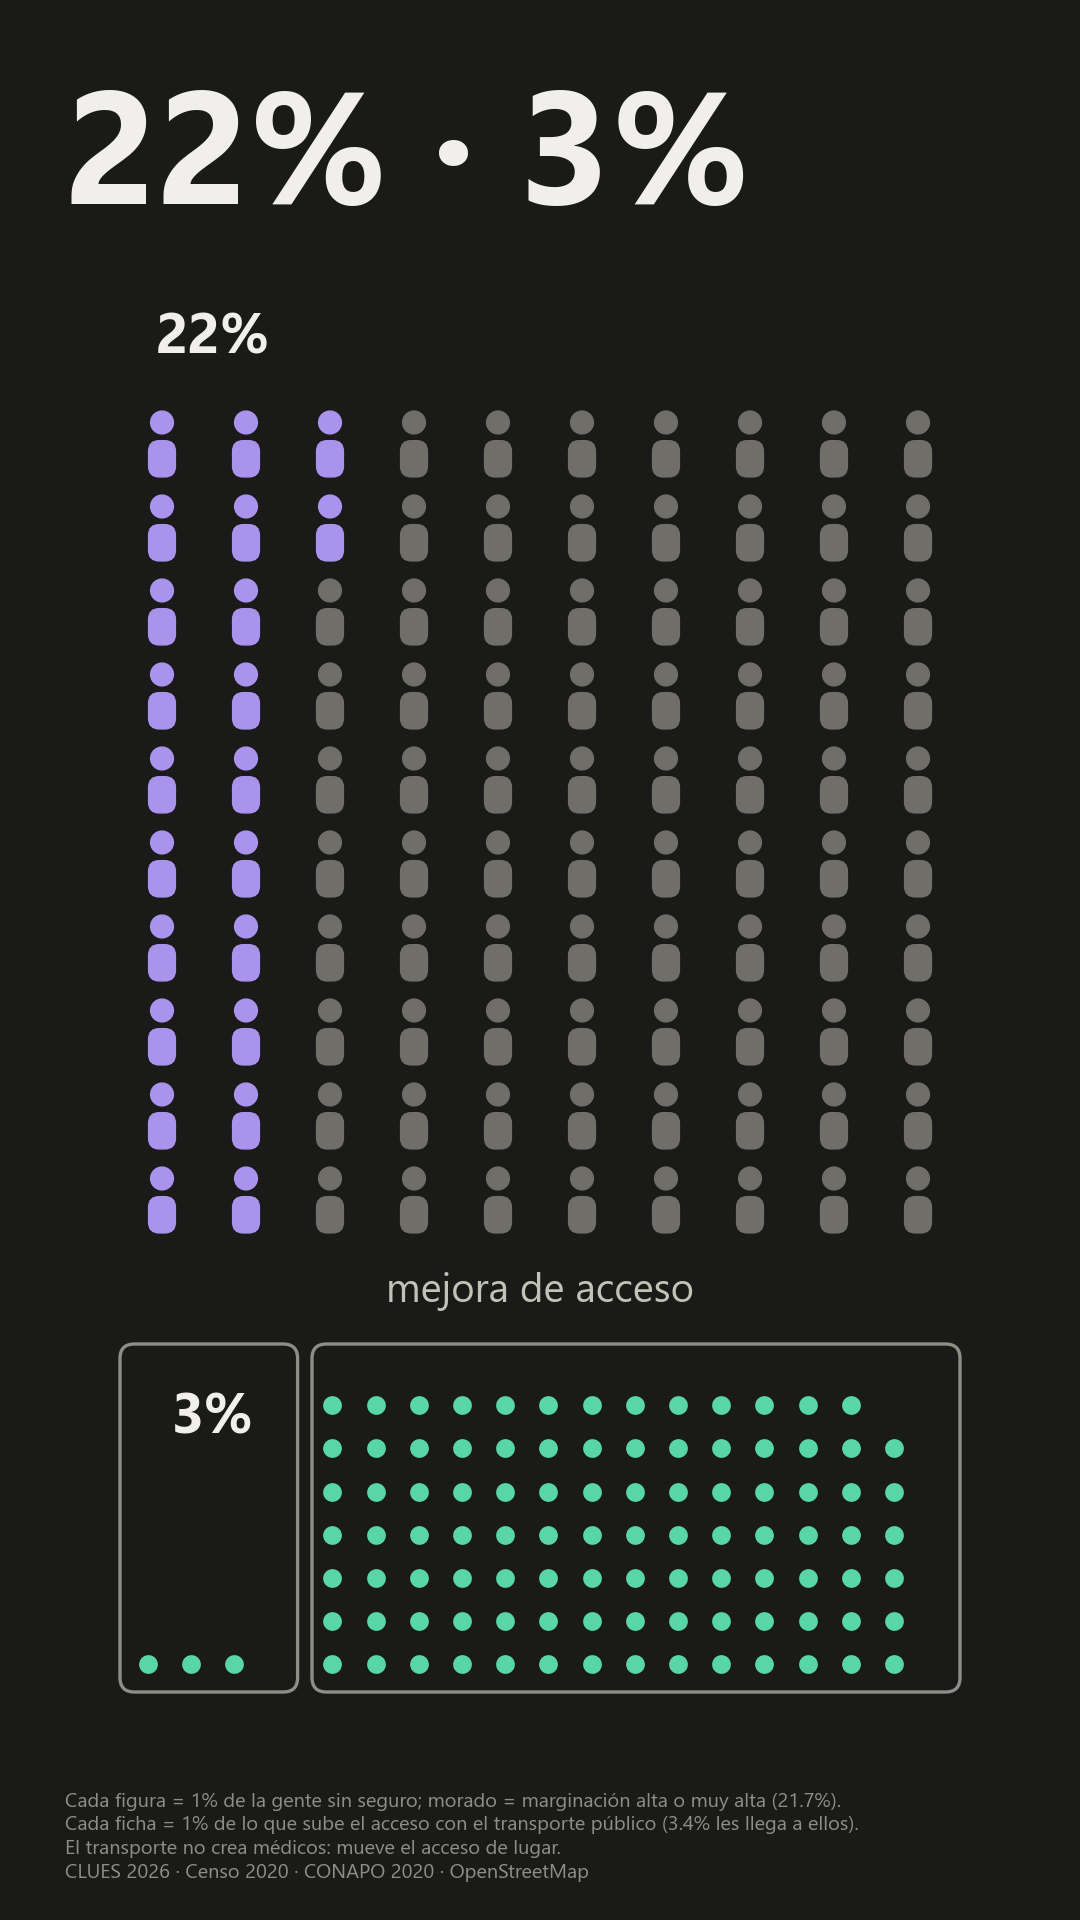 22% · 3%
22%
mejora de acceso
3%
Cada figura = 1% de la gente sin seguro; morado = marginación alta o muy alta (21.7%).
Cada ficha = 1% de lo que sube el acceso con el transporte público (3.4% les llega a ellos).
El transporte no crea médicos: mueve el acceso de lugar.
CLUES 2026 · Censo 2020 · CONAPO 2020 · OpenStreetMap